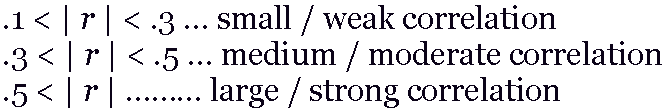 .1 < | r | < .3 ... small / weak correlation
.3 < | r | < .5 ... medium / moderate correlation
.5 < | r | ......... large / strong correlation